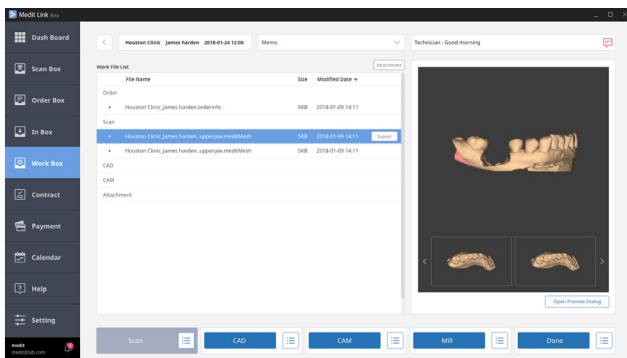 Medit Link
Dash Board
Scan Box
Order Box
In Box
Work Box
Contract
Payment
Calendar
Help
Setting
medit
medit@lab.com
Houston Clinic James harden 2018-01-24 12:00
Memo
Technician : Good morning
Work File List
Attachment
File Name Size Modified Date
Order
Houston Clinic_James harden.orderinfo 5KB 2018-01-09 14:11
Scan
Houston Clinic_James harden_upperjaw.meditMesh 5KB 2018-01-09 14:11 Export
Houston Clinic_James harden_upperjaw.meditMesh 5KB 2018-01-09 14:11
CAD
CAM
Attachment
Open Preview Dialog
Scan
CAD
CAM
Mill
Done